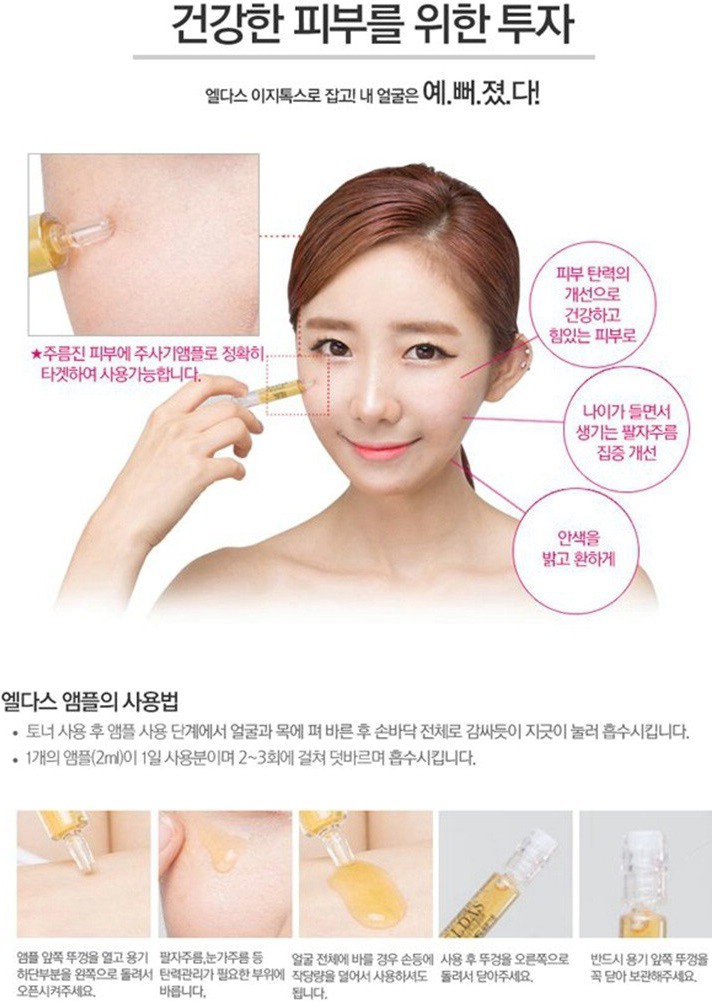 건강한 피부를 위한 투자
엘다스 이지톡스로 잡고! 내 얼굴은 예.뻐.졌.다!
★주름진 피부에 주사기앰플로 정확히
타겟하여 사용가능합니다.
피부 탄력의
개선으로
건강하고
힘있는 피부로
나이가 들면서
생기는 팔자주름
집증 개선
안색을
밝고 환하게
엘다스 앰플의 사용법
• 토너 사용 후 앰플 사용 단계에서 얼굴과 목에 펴 바른 후 손바닥 전체로 감싸듯이 지긋이 눌러 흡수시킵니다.
• 1개의 앰플(2ml)이 1일 사용분이며 2~3회에 걸쳐 덧바르며 흡수시킵니다.
LDAS
앰플 앞쪽 뚜껑을 열고 용기
하단부분을 왼쪽으로 돌려서
오픈시켜주세요.
팔자주름,눈가주름 등
탄력관리가 필요한 부위에
바릅니다.
얼굴 전체에 바를 경우 손등에
적당량을 덜어서 사용하셔도
됩니다.
사용 후 뚜껑을 오른쪽으로
돌려서 닫아주세요.
반드시 용기 앞쪽 뚜껑을
꼭 닫아 보관해주세요.